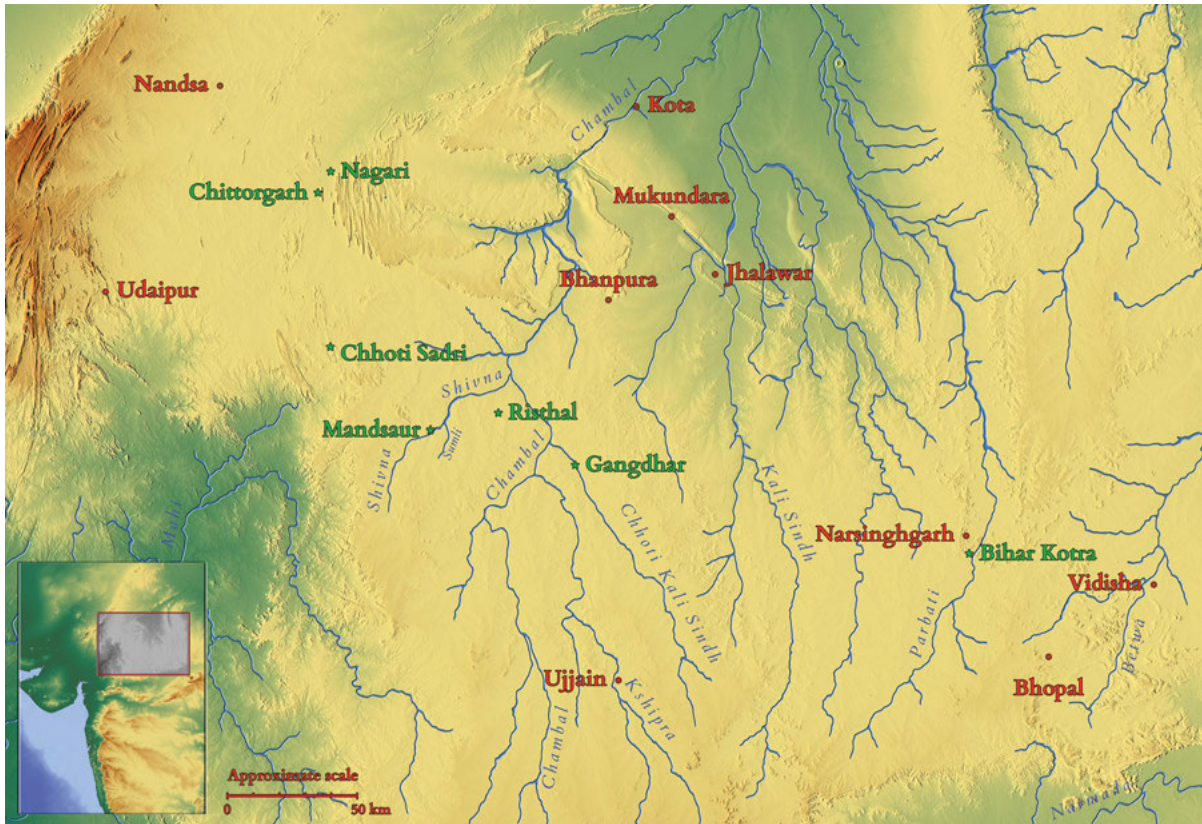 Nandsa
Chambal
Kota
Nagari
Chittorgarh
Mukundara
Jhalawar
Bhanpura
Udaipur
Chhoti Sadri
Shivna
Risthal
Mandsaur
Sumli
Shivna
Chambal
Gangdhar
Kali Sindh
Chhoti Kali Sindh
Mahi
Narsinghgarh
Bihar Kotra
Vidisha
Parbati
Betwa
Bhopal
Ujjain
Kshipra
Chambal
Approximate scale
0 50 km
Narmada